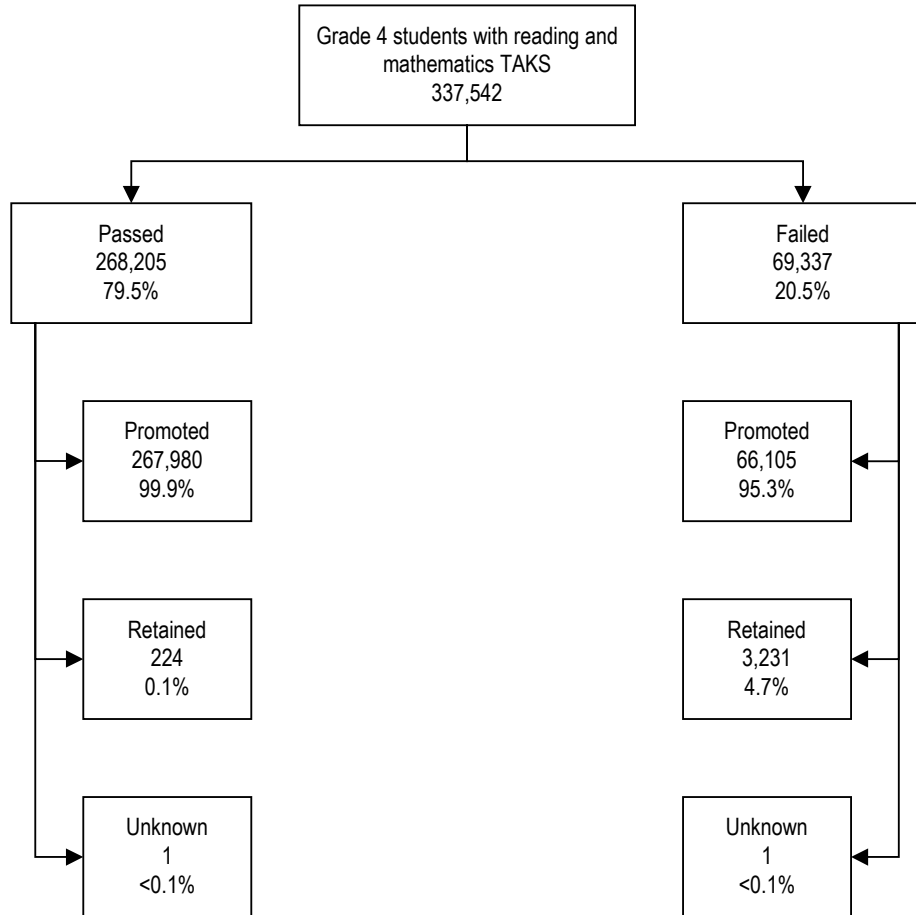 Grade 4 students with reading and
mathematics TAKS
337,542
Passed
268,205
79.5%
Failed
69,337
20.5%
Promoted
267,980
99.9%
Promoted
66,105
95.3%
Retained
224
0.1%
Retained
3,231
4.7%
Unknown
1
<0.1%
Unknown
1
<0.1%